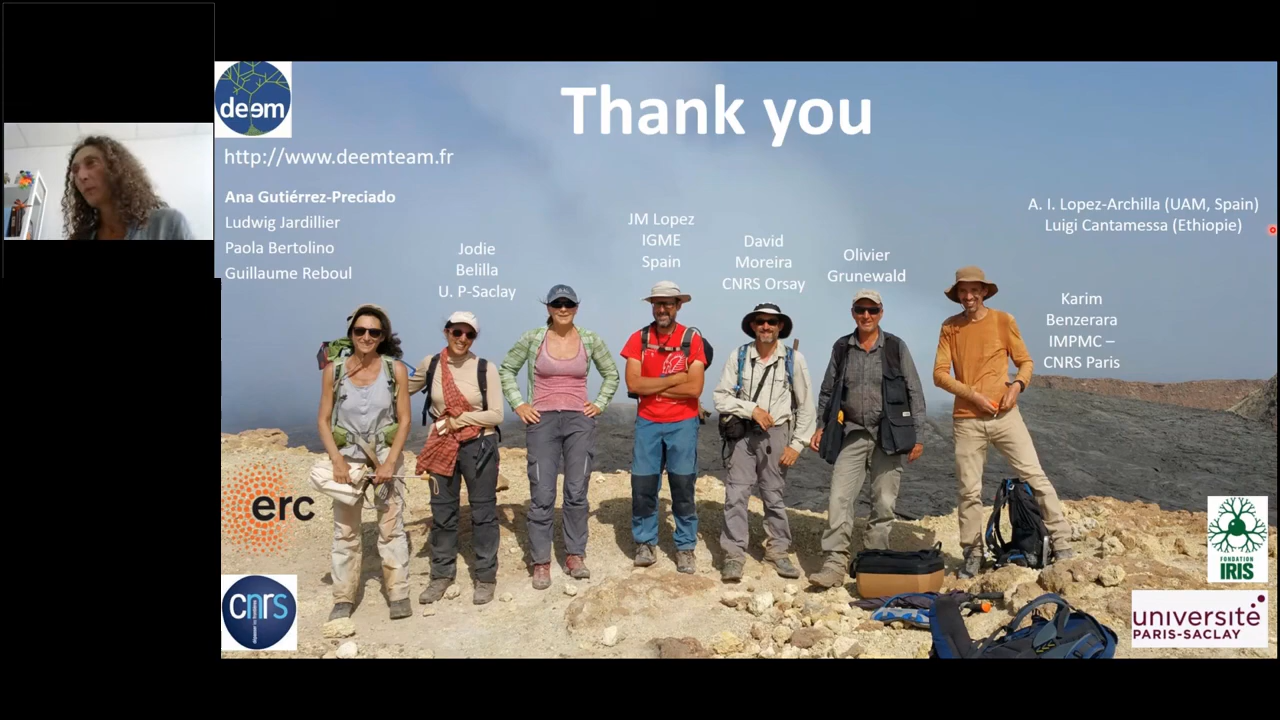 deem
Thank you
http://www.deemteam.fr
Ana Gutiérrez-Preciado
Ludwig Jardillier
Paola Bertolino
Guillaume Reboul
Jodie
Belilla
U. P-Saclay
JM Lopez
IGME
Spain
David
Moreira
CNRS Orsay
Olivier
Grunewald
A. I. Lopez-Archilla (UAM, Spain)
Luigi Cantamessa (Ethiopie)
Karim
Benzerara
IMPMC –
CNRS Paris
erc
cnrs
FONDATION
IRIS
université
PARIS-SACLAY